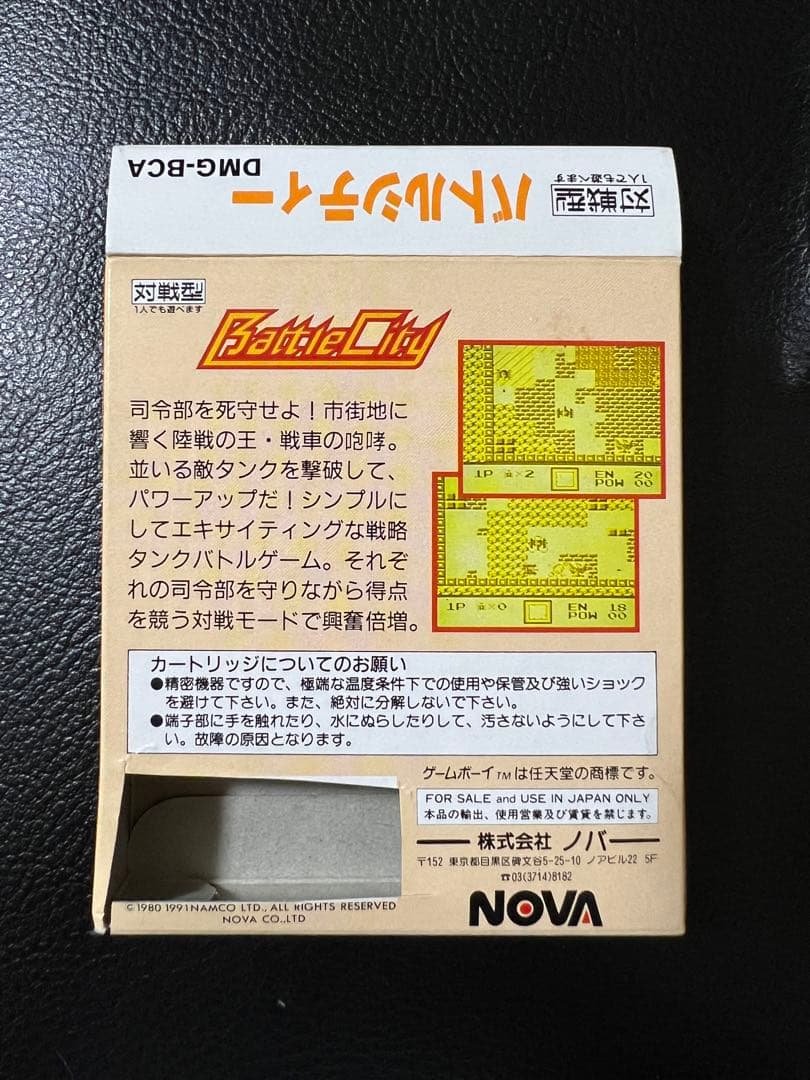 対戦型
1人でも遊べます
バトルシティー
DMG-BCA
対戦型
1人でも遊べます
BattleCity
司令部を死守せよ！市街地に
響く陸戦の王・戦車の咆哮。
並いる敵タンクを撃破して、
パワーアップだ！シンプルに
してエキサイティングな戦略
タンクバトルゲーム。それぞ
れの司令部を守りながら得点
を競う対戦モードで興奮倍増。
1P ×2 EN 20
POW 00
1P ×0 EN 18
POW 00
カートリッジについてのお願い
●精密機器ですので、極端な温度条件下での使用や保管及び強いショック
を避けて下さい。また、絶対に分解しないで下さい。
●端子部に手を触れたり、水にぬらしたりして、汚さないようにして下さ
い。故障の原因となります。
ゲームボーイTMは任天堂の商標です。
FOR SALE and USE IN JAPAN ONLY
本品の輸出、使用営業及び賃貸を禁じます。
株式会社 ノバ
〒152 東京都目黒区碑文谷5-25-10 ノアビル22 5F
☎03(3714)8182
NOVA
© 1980 1991 NAMCO LTD., ALL RIGHTS RESERVED
NOVA CO.,LTD